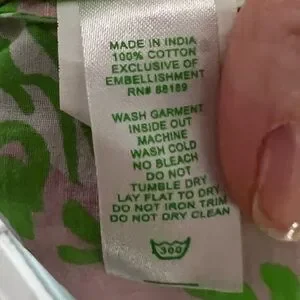 MADE IN INDIA
100% COTTON
EXCLUSIVE OF
EMBELLISHMENT
RN# 88189
WASH GARMENT
INSIDE OUT
MACHINE
WASH COLD
NO BLEACH
DO NOT
TUMBLE DRY
LAY FLAT TO DRY
DO NOT IRON TRIM
DO NOT DRY CLEAN
300